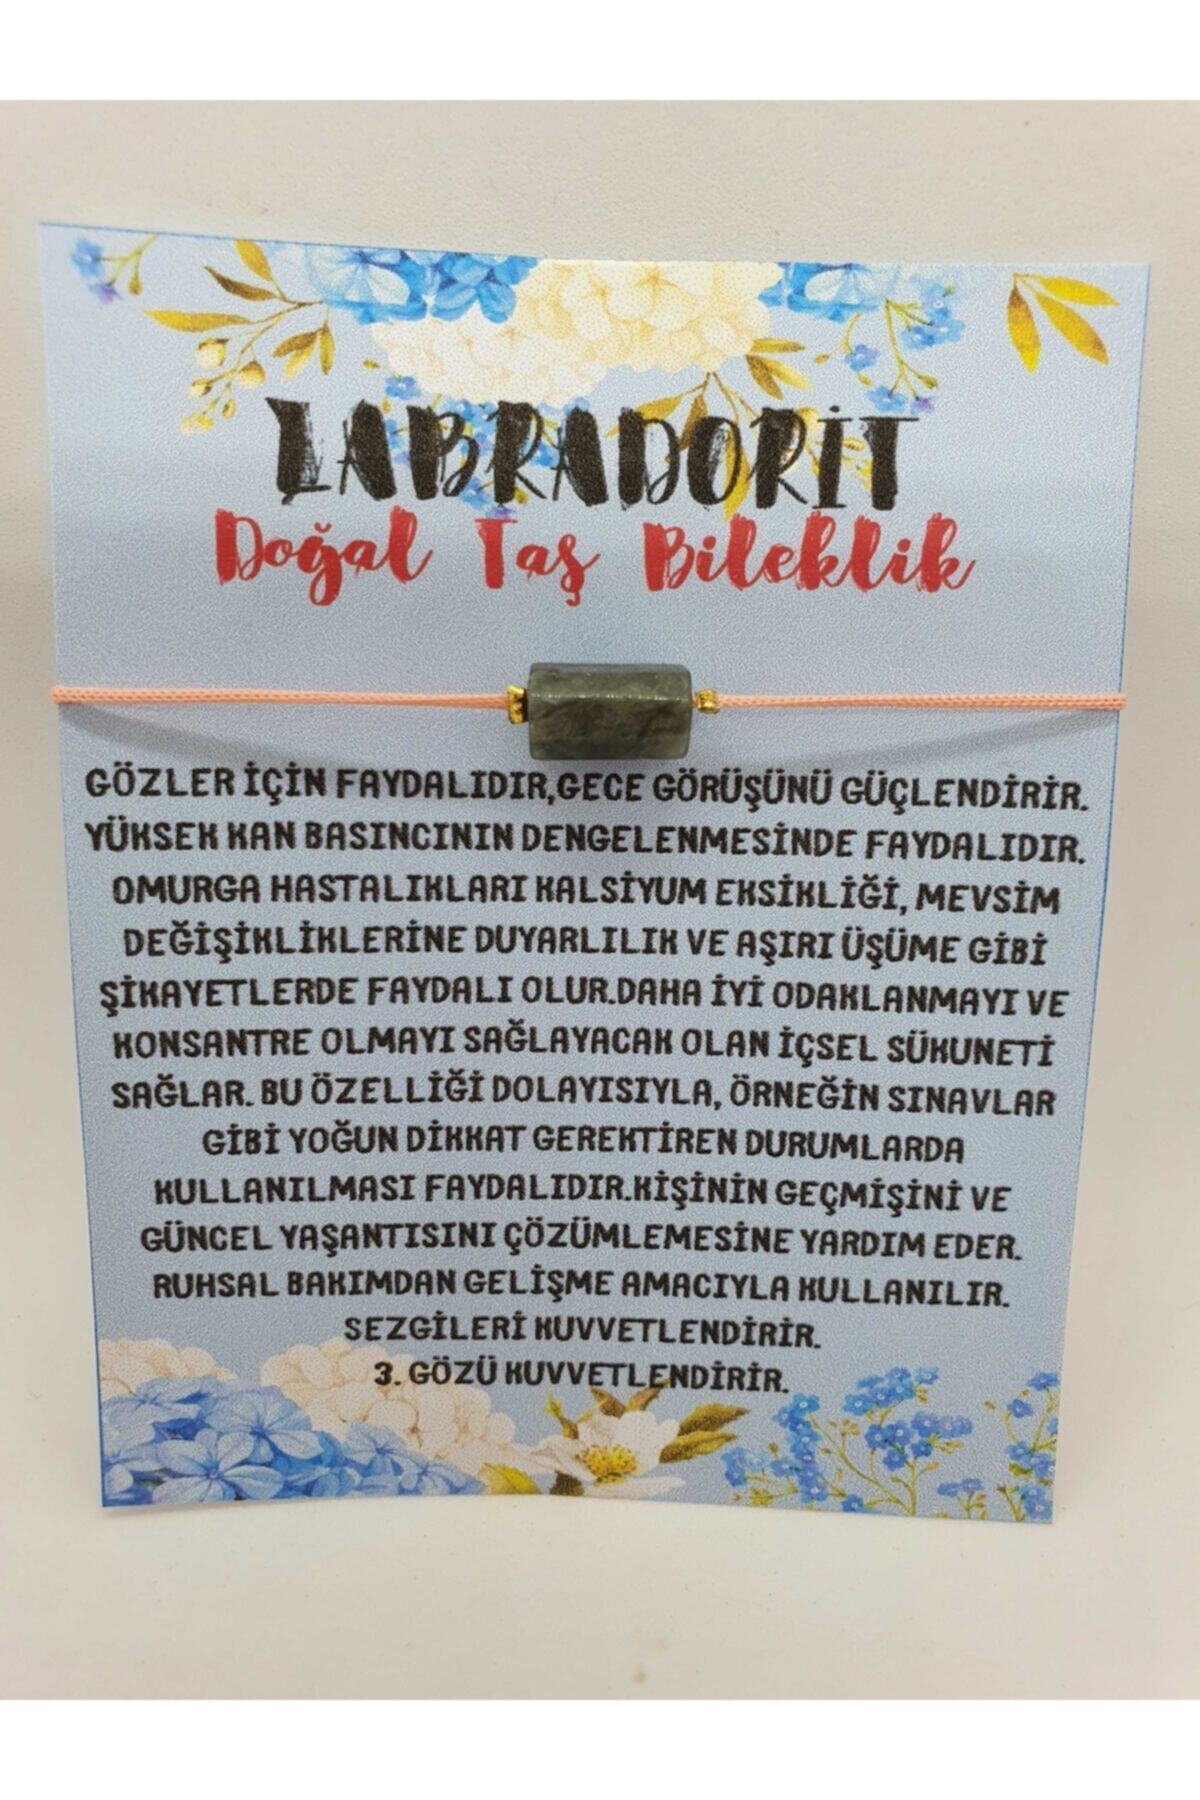 LABRADORİT
Doğal Taş Bileklik
GÖZLER İÇİN FAYDALIDIR,GECE GÖRÜŞÜNÜ GÜÇLENDİRİR.
YÜKSEK KAN BASINCININ DENGELENMESİNDE FAYDALIDIR.
OMURGA HASTALIKLARI KALSİYUM EKSİKLİĞİ, MEVSİM
DEĞİŞİKLİKLERİNE DUYARLILIK VE AŞIRI ÜŞÜME GİBİ
ŞİKAYETLERDE FAYDALI OLUR.DAHA İYİ ODAKLANMAYI VE
KONSANTRE OLMAYI SAĞLAYACAK OLAN İÇSEL SÜKUNETİ
SAĞLAR. BU ÖZELLİĞİ DOLAYISIYLA, ÖRNEĞİN SINAVLAR
GİBİ YOĞUN DİKKAT GEREKTİREN DURUMLARDA
KULLANILMASI FAYDALIDIR.KİŞİNİN GEÇMİŞİNİ VE
GÜNCEL YAŞANTISINI ÇÖZÜMLEMESİNE YARDIM EDER.
RUHSAL BAKIMDAN GELİŞME AMACIYLA KULLANILIR.
SEZGİLERİ KUVVETLENDİRİR.
3. GÖZÜ KUVVETLENDİRİR.